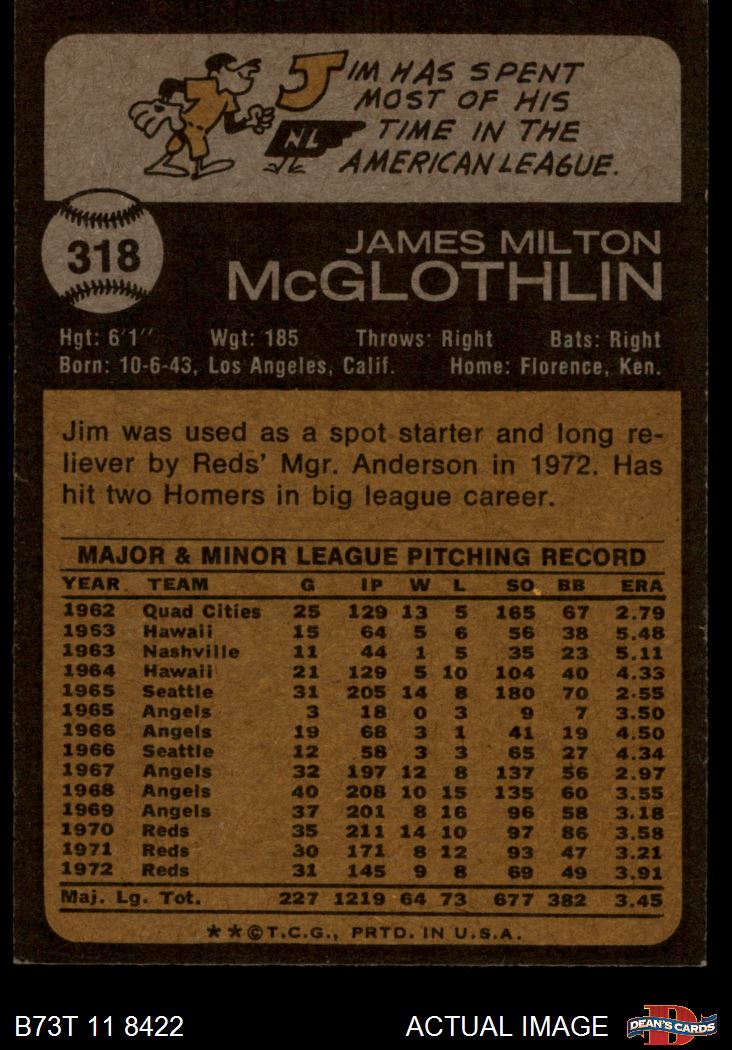 JIM HAS SPENT
MOST OF HIS
NL TIME IN THE
AMERICAN LEAGUE.
318
JAMES MILTON
McGLOTHLIN
Hgt: 6'1" Wgt: 185 Throws: Right Bats: Right
Born: 10-6-43, Los Angeles, Calif. Home: Florence, Ken.
Jim was used as a spot starter and long re-
liever by Reds' Mgr. Anderson in 1972. Has
hit two Homers in big league career.
MAJOR & MINOR LEAGUE PITCHING RECORD
YEAR TEAM G IP W L SO BB ERA
1962 Quad Cities 25 129 13 5 165 67 2.79
1953 Hawaii 15 64 5 6 56 38 5.48
1963 Nashville 11 44 1 5 35 23 5.11
1964 Hawaii 21 129 5 10 104 40 4.33
1965 Seattle 31 205 14 8 180 70 2.55
1965 Angels 3 18 0 3 9 7 3.50
1966 Angels 19 68 3 1 41 19 4.50
1966 Seattle 12 58 3 3 65 27 4.34
1967 Angels 32 197 12 8 137 56 2.97
1968 Angels 40 208 10 15 135 60 3.55
1969 Angels 37 201 8 16 96 58 3.18
1970 Reds 35 211 14 10 97 86 3.58
1971 Reds 30 171 8 12 93 47 3.21
1972 Reds 31 145 9 8 69 49 3.91
Maj. Lg. Tot. 227 1219 64 73 677 382 3.45
**©T.C.G., PRTD. IN U.S.A.
B73T 11 8422 ACTUAL IMAGE B DEAN'S CARDS